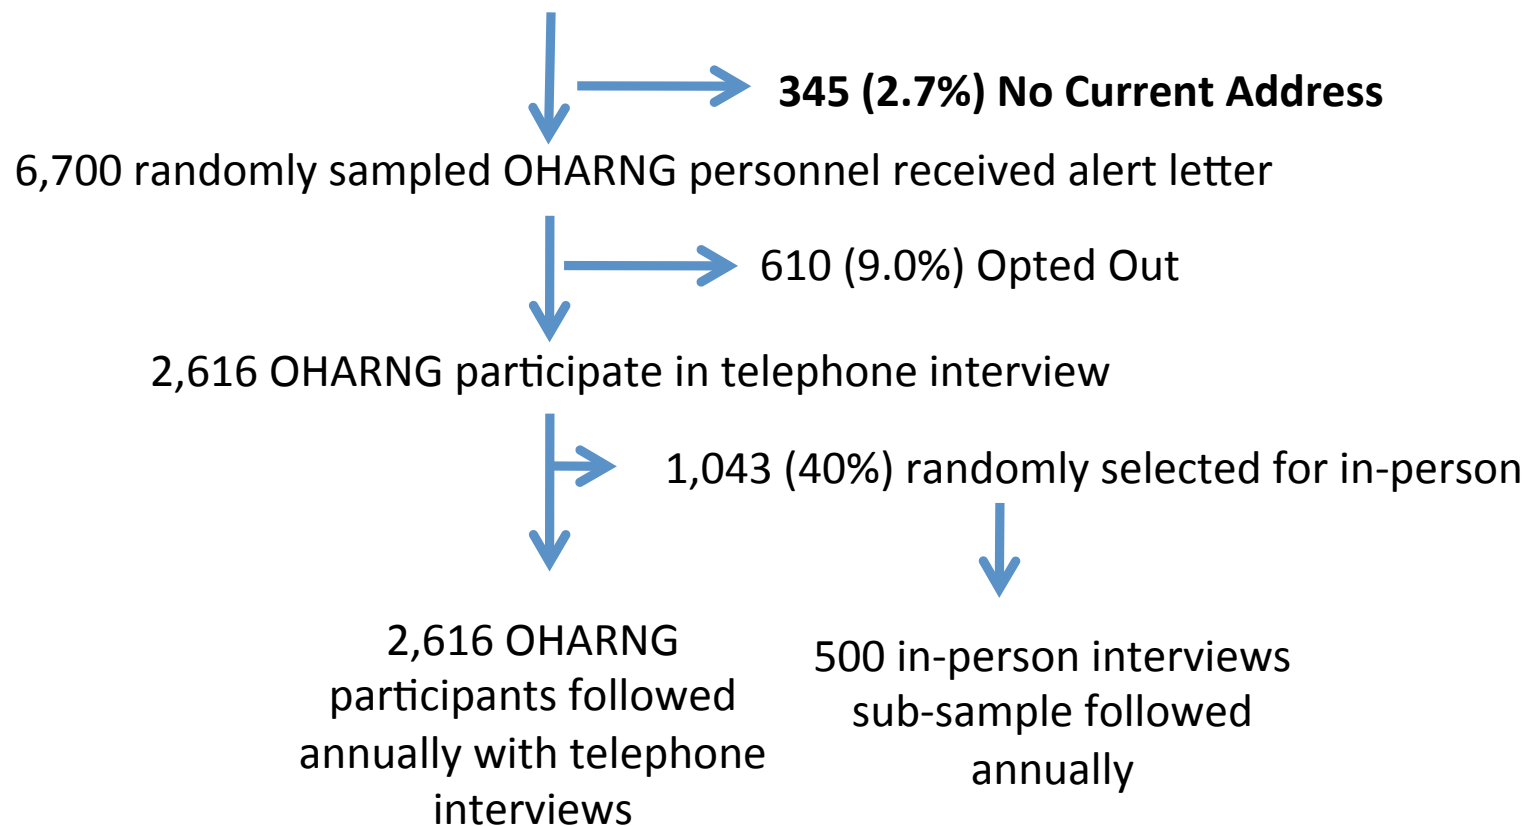 345 (2.7%) No Current Address
6,700 randomly sampled OHARNG personnel received alert letter
610 (9.0%) Opted Out
2,616 OHARNG participate in telephone interview
1,043 (40%) randomly selected for in-person
2,616 OHARNG
participants followed
annually with telephone
interviews
500 in-person interviews
sub-sample followed
annually